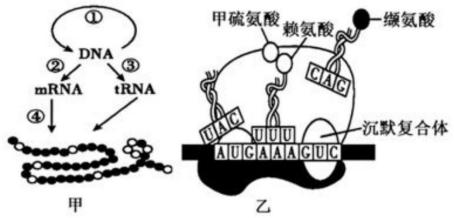 ①
DNA
② ③
mRNA tRNA
④
甲
甲硫氨酸
赖氨酸
缬氨酸
CAG
UAC
UUU
沉默复合体
AUGAAAGUC
乙